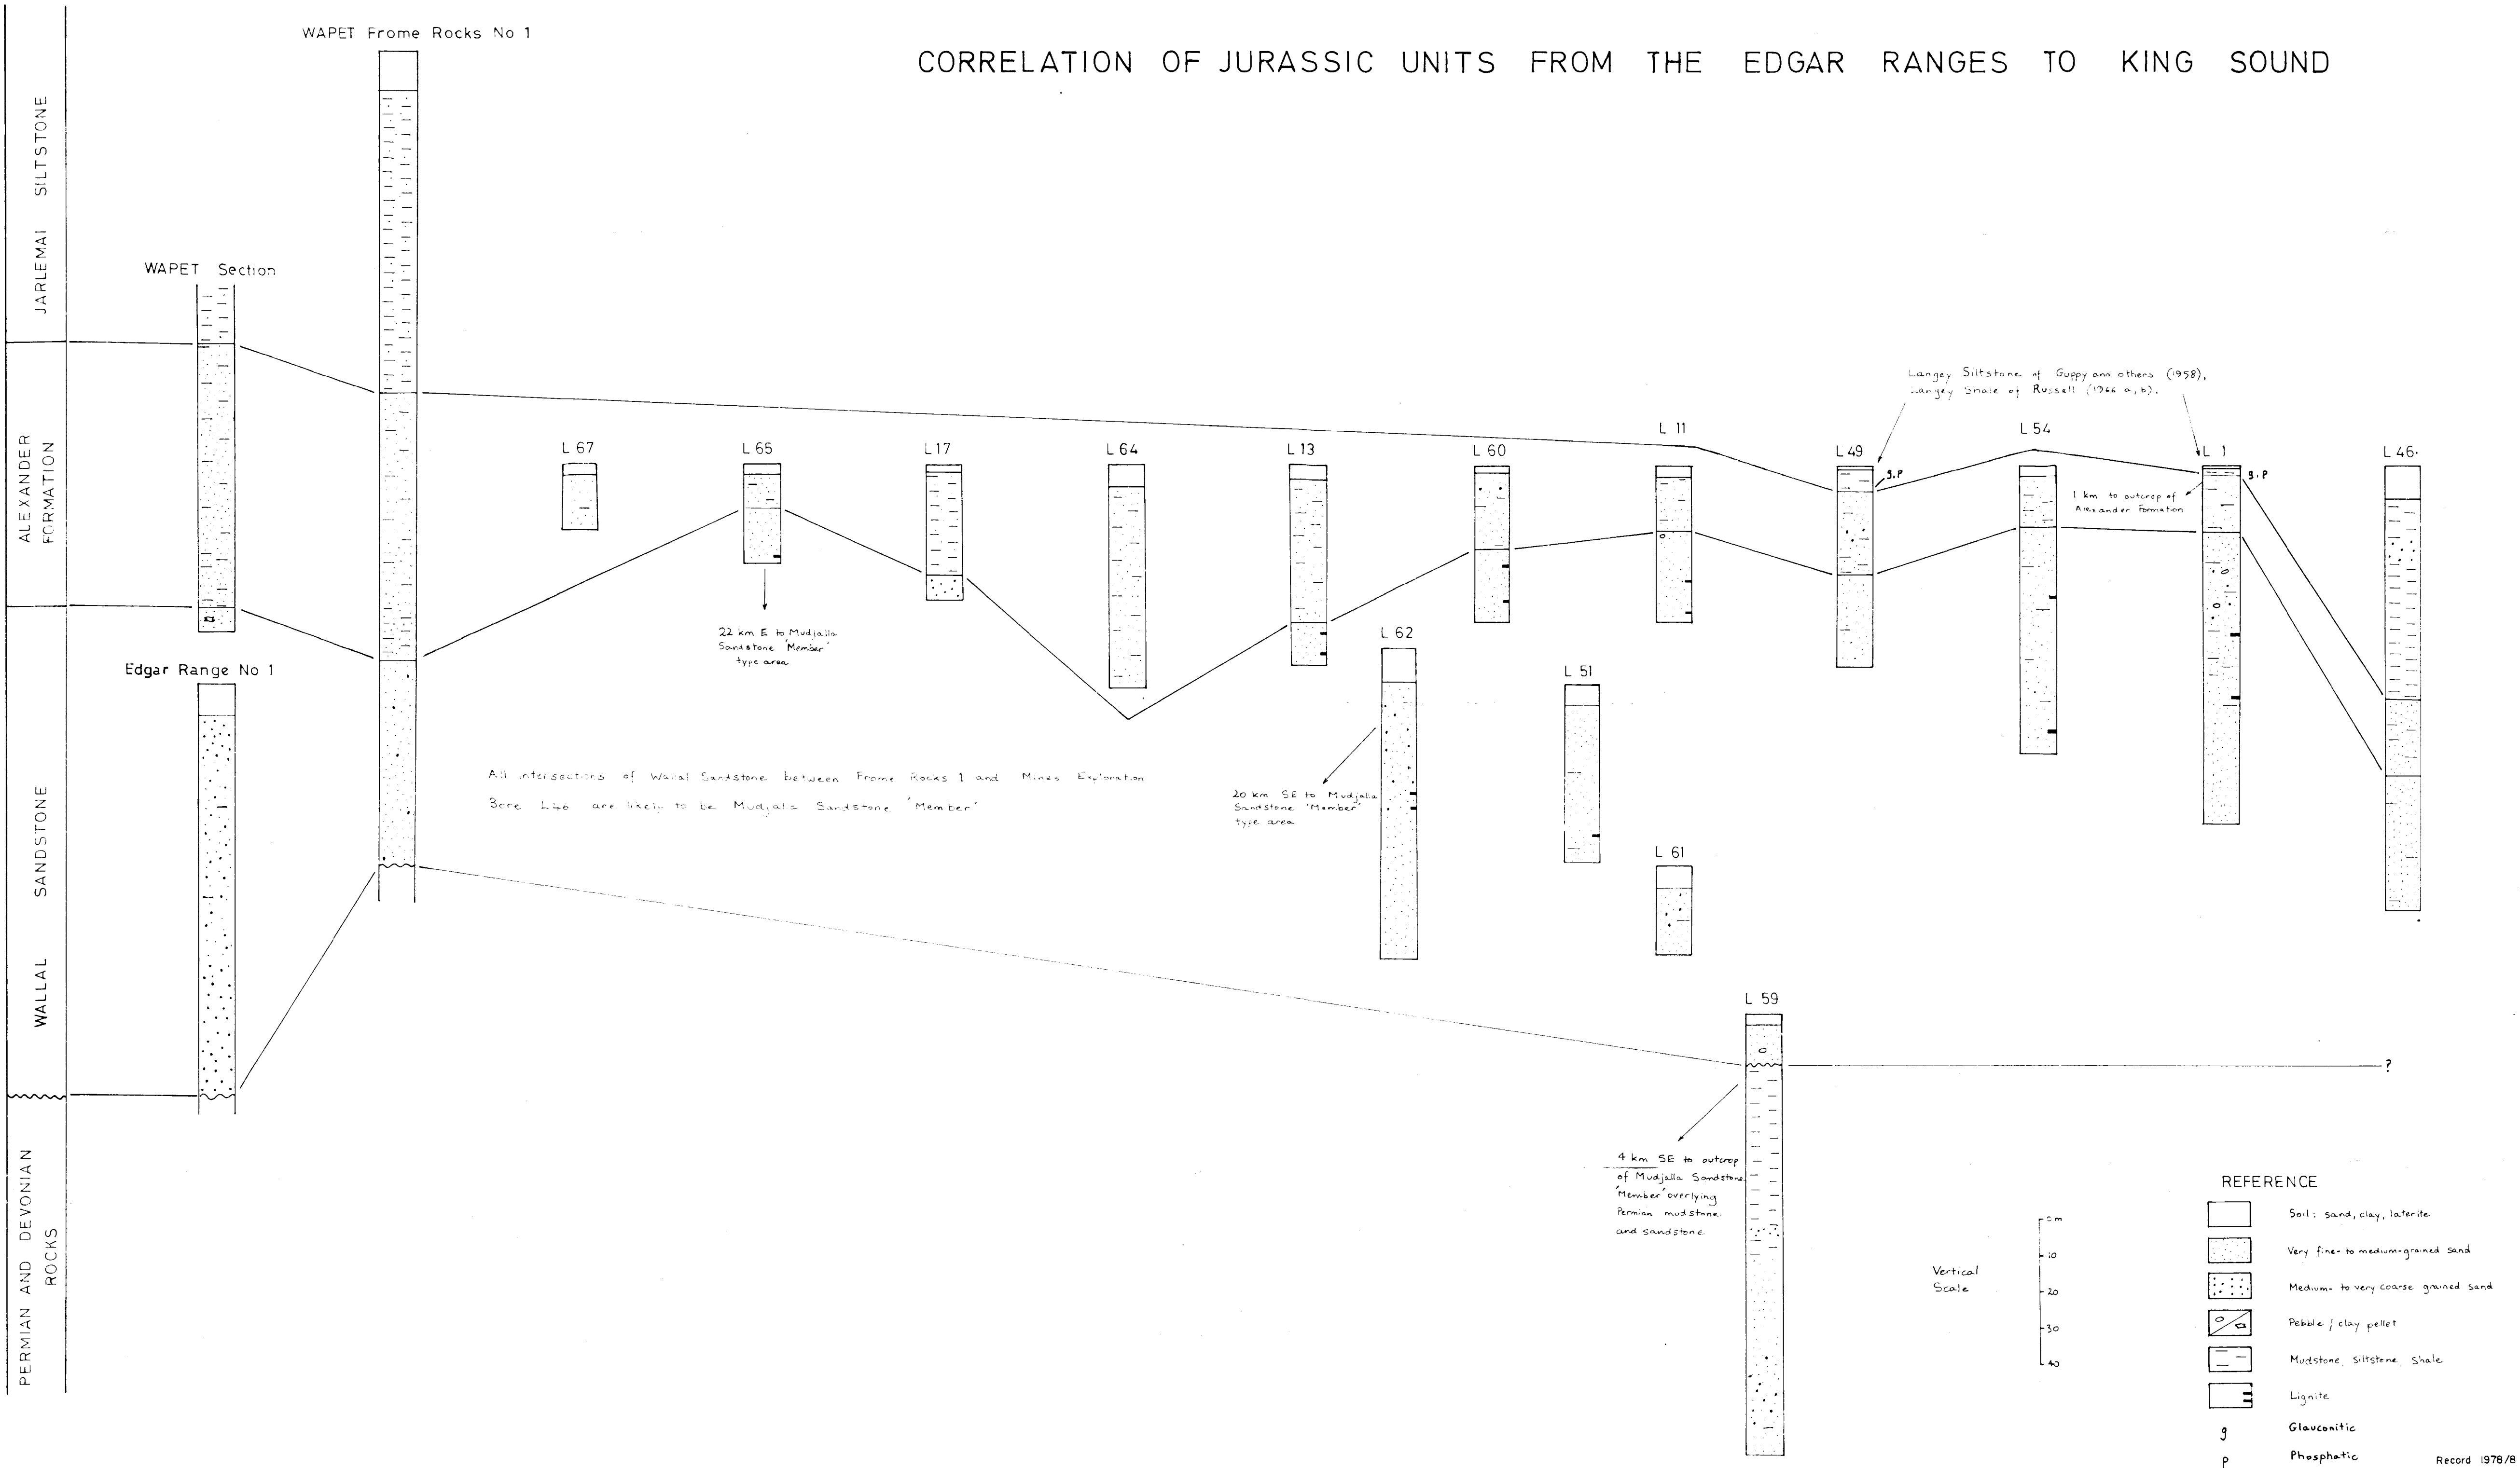 CORRELATION OF JURASSIC UNITS FROM THE EDGAR RANGES TO KING SOUND
JARLEMAI SILTSTONE
ALEXANDER
FORMATION
WALLAL SANDSTONE
PERMIAN AND DEVONIAN
ROCKS
WAPET Section
Edgar Range No 1
WAPET Frome Rocks No 1
L 67
L 65
L 17
L 64
L 13
L 60
L 11
L 49
L 54
L 1
L 46
L 62
L 51
L 61
L 59
Langey Siltstone of Guppy and others (1958),
Langey Shale of Russell (1966 a, b).
g,p
g,p
1 km to outcrop of
Alexander Formation
22 km E to Mudjalla
Sandstone 'Member'
type area
All intersections of Wallal Sandstone between Frome Rocks 1 and Mines Exploration
Bore L46 are likely to be Mudjala Sandstone 'Member'
20 km SE to Mudjalla
Sandstone 'Member'
type area
4 km SE to outcrop
of Mudjalla Sandstone
'Member' overlying
Permian mudstone
and sandstone
?
Vertical
Scale
0 m
10
20
30
40
REFERENCE
Soil: sand, clay, laterite
Very fine- to medium-grained sand
Medium- to very coarse grained sand
Pebble / clay pellet
Mudstone, siltstone, shale
Lignite
g Glauconitic
p Phosphatic
Record 1978/8